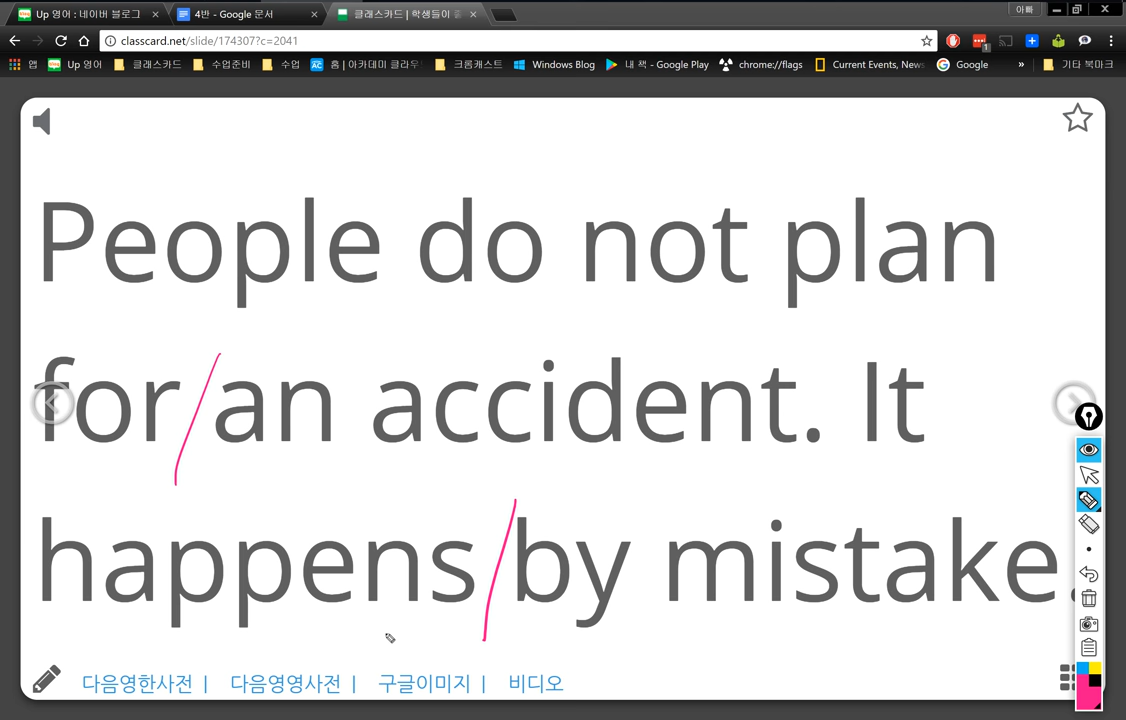 Up 영어 : 네이버 블로그
4반 - Google 문서
클래스카드 | 학생들이
아빠
classcard.net/slide/174307?c=2041
앱 Up 영어 클래스카드 수업준비 수업 홈 | 아카데미 클라우 크롬캐스트 Windows Blog 내 책 - Google Play chrome://flags Current Events, News Google » 기타 북마크
People do not plan
for an accident. It
happens by mistake.
다음영한사전 | 다음영영사전 | 구글이미지 | 비디오